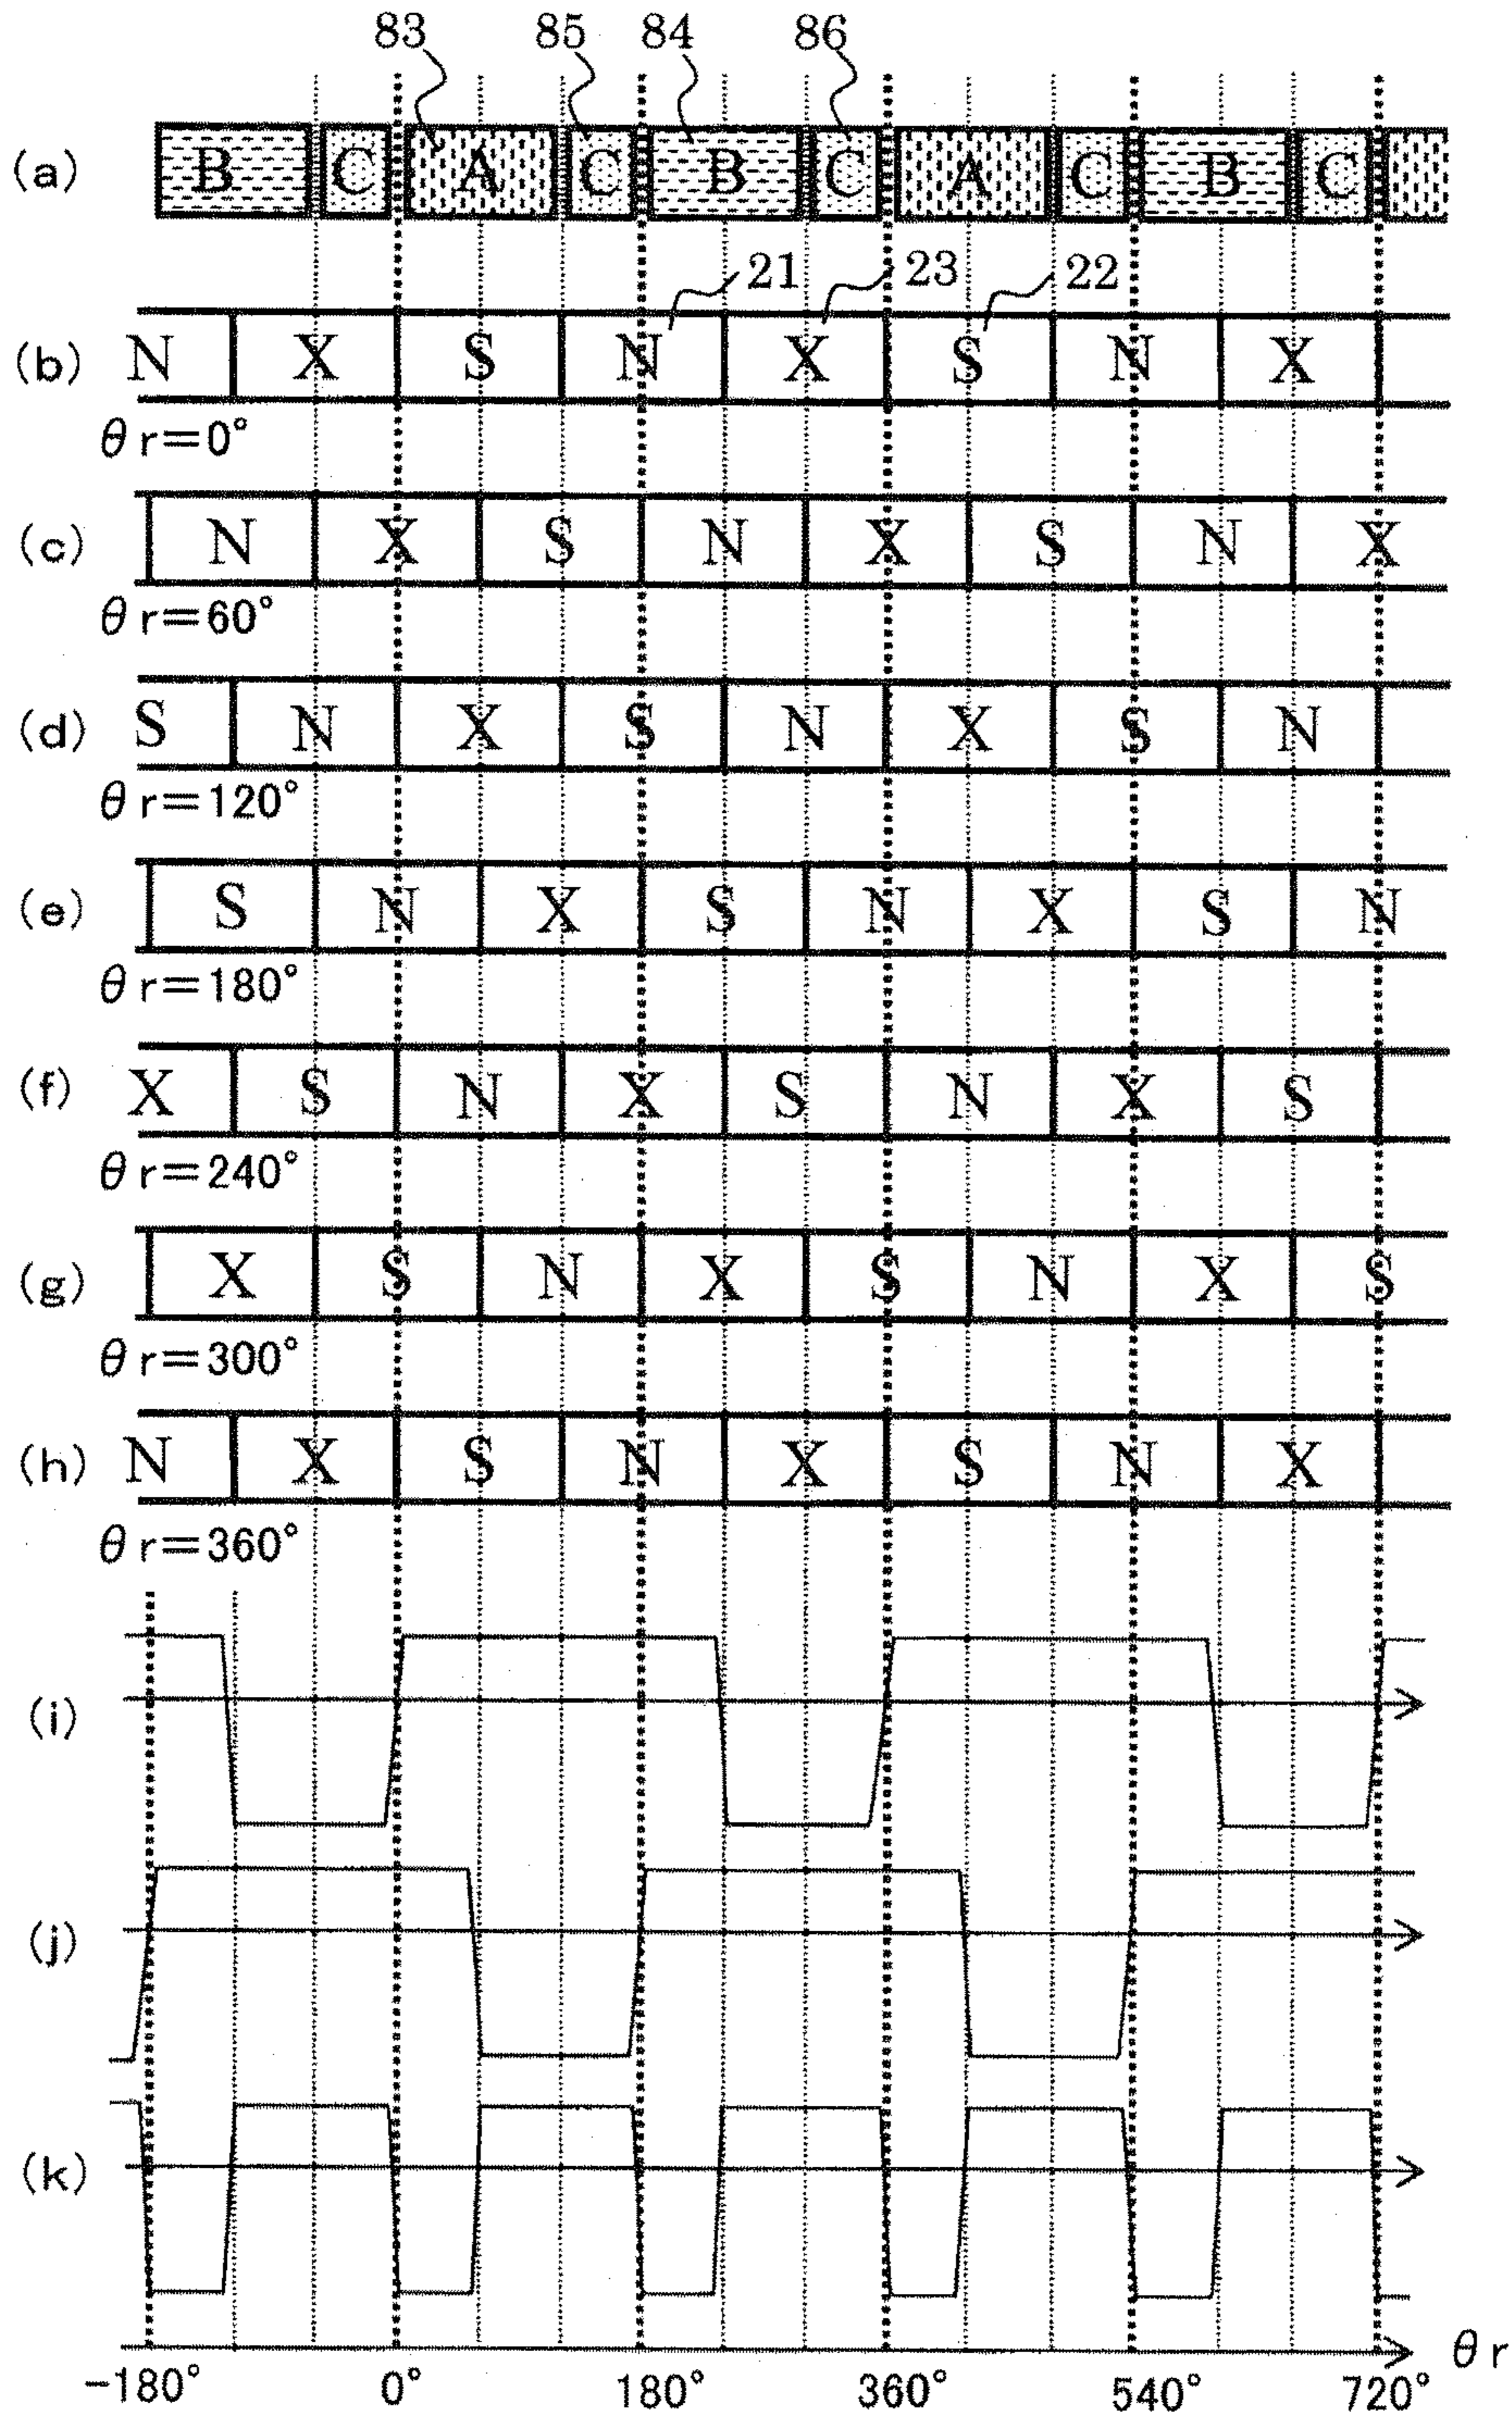 83 85 84 86
(a) B C A C B C A C B C
21 23 22
(b) N X S N X S N X
θr=0°
(c) N X S N X S N X
θr=60°
(d) S N X S N X S N
θr=120°
(e) S N X S N X S N
θr=180°
(f) X S N X S N X S
θr=240°
(g) X S N X S N X S
θr=300°
(h) N X S N X S N X
θr=360°
(i)
(j)
(k)
θr
-180° 0° 180° 360° 540° 720°